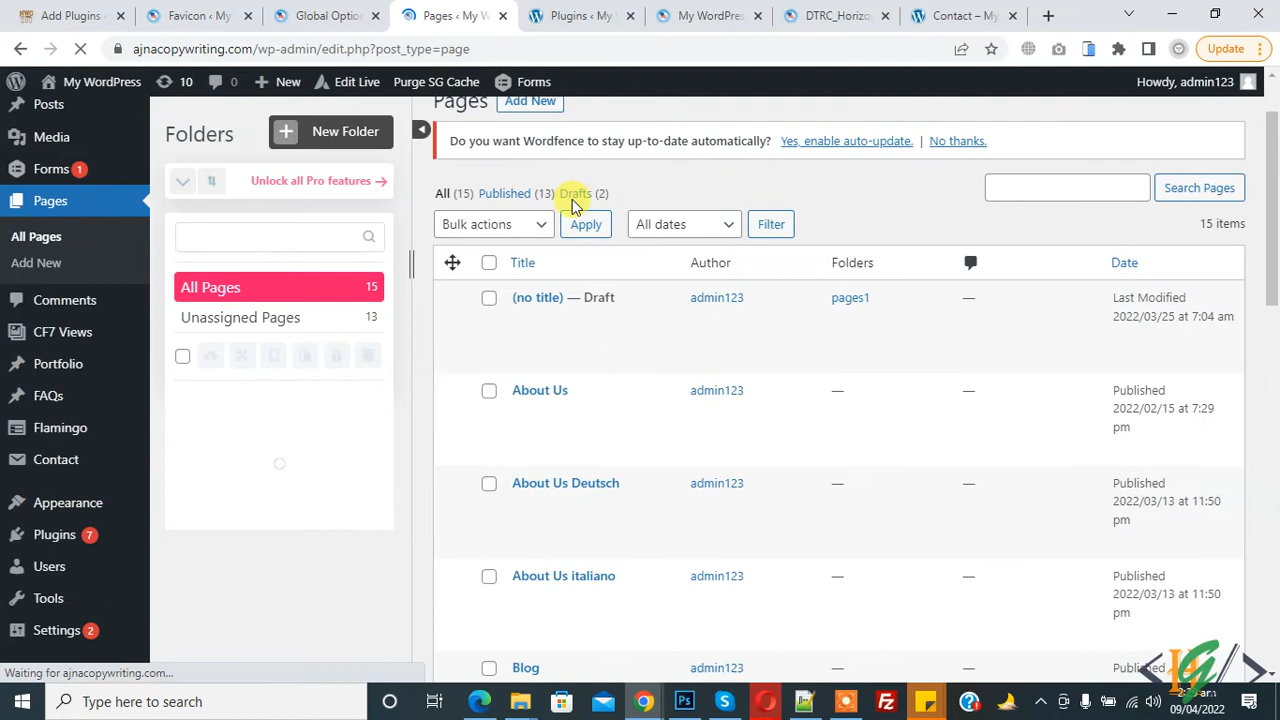 Add Plugins ‹
Favicon ‹ My W
Global Optio
Pages ‹ My W
Plugins ‹ My
My WordPres
DTRC_Horizo
Contact – My
ajnacopywriting.com/wp-admin/edit.php?post_type=page
Update
My WordPress 10 0 New Edit Live Purge SG Cache Forms
Howdy, admin123
Posts
Media
Forms 1
Pages
All Pages
Add New
Comments
CF7 Views
Portfolio
FAQs
Flamingo
Contact
Appearance
Plugins 7
Users
Tools
Settings 2
Folders
New Folder
Unlock all Pro features
All Pages 15
Unassigned Pages 13
Pages Add New
Do you want Wordfence to stay up-to-date automatically? Yes, enable auto-update. | No thanks.
All (15) Published (13) Drafts (2)
Search Pages
Bulk actions Apply All dates Filter 15 items
Title Author Folders Date
(no title) — Draft admin123 pages1 — Last Modified
2022/03/25 at 7:04 am
About Us admin123 — — Published
2022/02/15 at 7:29
pm
About Us Deutsch admin123 — — Published
2022/03/13 at 11:50
pm
About Us italiano admin123 — — Published
2022/03/13 at 11:50
pm
Blog admin123 — —
Waiting for ajnacopywriting.com...
Type here to search
09/04/2022